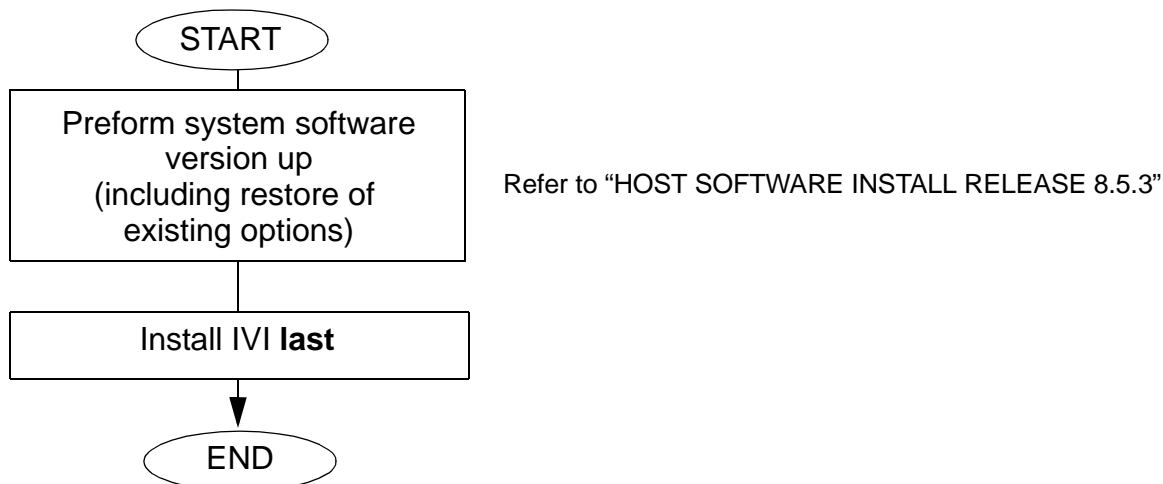 START
Preform system software
version up
(including restore of
existing options)
Refer to “HOST SOFTWARE INSTALL RELEASE 8.5.3”
Install IVI last
END